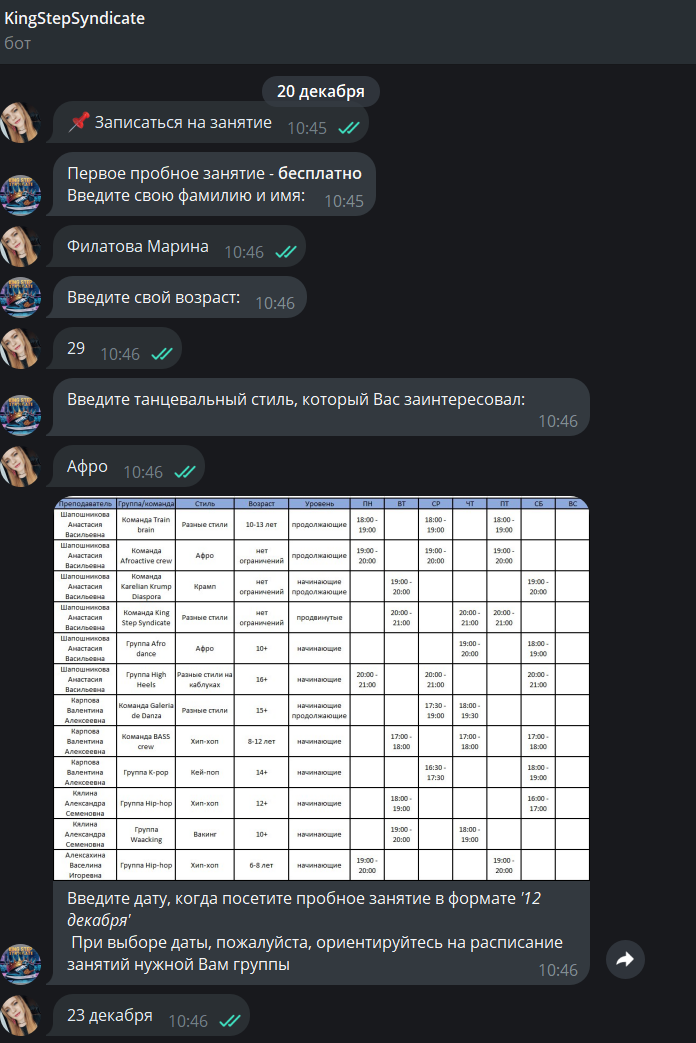 KingStepSyndicate
бот
20 декабря
📌 Записаться на занятие 10:45
Первое пробное занятие - бесплатно
Введите свою фамилию и имя: 10:45
Филатова Марина 10:46
Введите свой возраст: 10:46
29 10:46
Введите танцевальный стиль, который Вас заинтересовал:
10:46
Афро 10:46
Преподаватель Группа/команда Стиль Возраст Уровень ПН ВТ СР ЧТ ПТ СБ ВС
Шапошникова Анастасия Васильевна Команда Train brain Разные стили 10-13 лет продолжающие 18:00 - 19:00 18:00 - 19:00 18:00 - 19:00
Шапошникова Анастасия Васильевна Команда Afroactive crew Афро нет ограничений продолжающие 19:00 - 20:00 19:00 - 20:00 19:00 - 20:00
Шапошникова Анастасия Васильевна Команда Karelian Krump Diaspora Крамп нет ограничений начинающие продолжающие 19:00 - 20:00 19:00 - 20:00
Шапошникова Анастасия Васильевна Команда King Step Syndicate Разные стили нет ограничений продвинутые 20:00 - 21:00 20:00 - 21:00 20:00 - 21:00
Шапошникова Анастасия Васильевна Группа Afro dance Афро 10+ начинающие 19:00 - 20:00 18:00 - 19:00
Шапошникова Анастасия Васильевна Группа High Heels Разные стили на каблуках 16+ начинающие 20:00 - 21:00 20:00 - 21:00 20:00 - 21:00
Карпова Валентина Алексеевна Команда Galeria de Danza Разные стили 15+ начинающие продолжающие 17:30 - 19:00 18:00 - 19:30
Карпова Валентина Алексеевна Команда BASS crew Хип-хоп 8-12 лет начинающие 17:00 - 18:00 17:00 - 18:00 17:00 - 18:00
Карпова Валентина Алексеевна Группа K-pop Кей-поп 14+ начинающие 16:30 - 17:30 18:00 - 19:00
Кялина Александра Семеновна Группа Hip-hop Хип-хоп 12+ начинающие 18:00 - 19:00 16:00 - 17:00
Кялина Александра Семеновна Группа Waacking Вакинг 10+ начинающие 19:00 - 20:00 18:00 - 19:00
Алексахина Васелина Игоревна Группа Hip-hop Хип-хоп 6-8 лет начинающие 19:00 - 20:00 19:00 - 20:00
Введите дату, когда посетите пробное занятие в формате '12
декабря'
При выборе даты, пожалуйста, ориентируйтесь на расписание
занятий нужной Вам группы 10:46
23 декабря 10:46